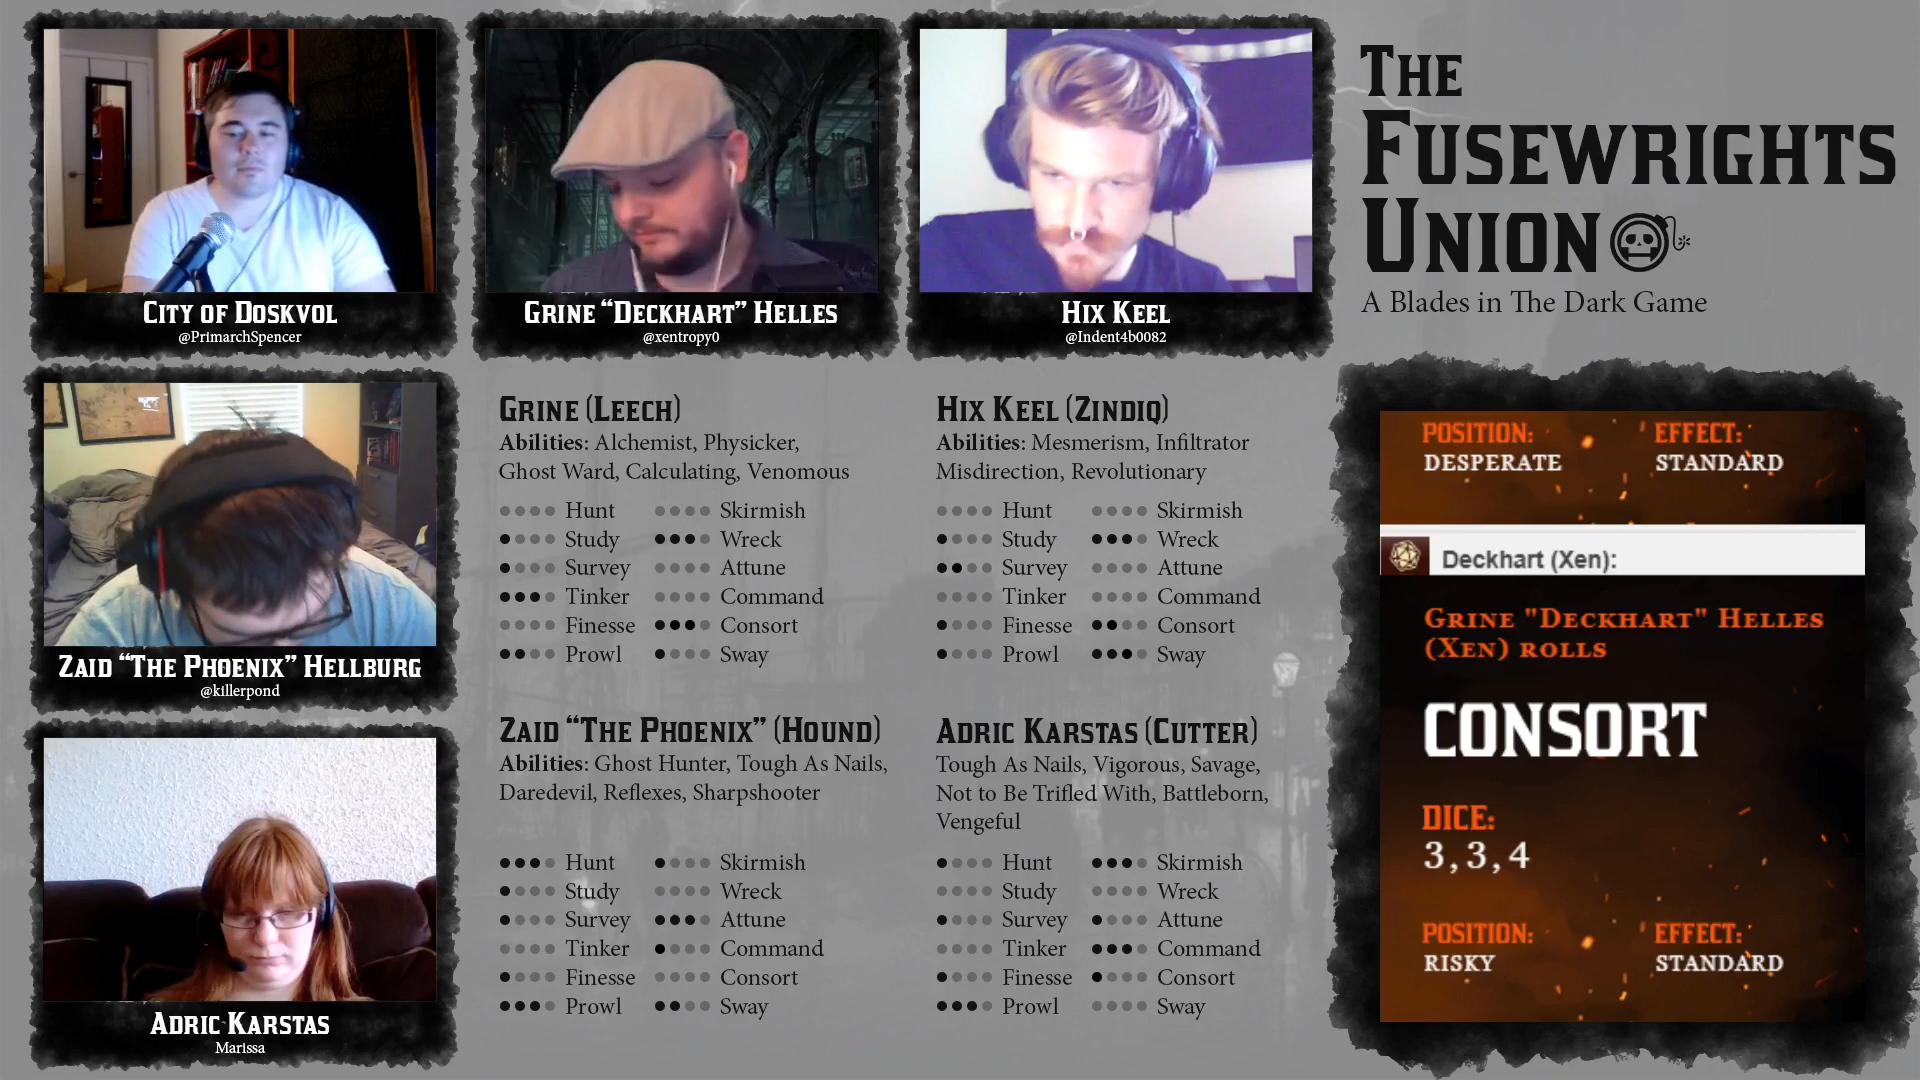 City of Doskvol
@PrimarchSpencer
Grine “Deckhart” Helles
@xentropy0
Hix Keel
@Indent4b0082
The
Fusewrights
Union
A Blades in The Dark Game
Zaid “The Phoenix” Hellburg
@killerpond
Adric Karstas
Marissa
Grine (Leech)
Abilities: Alchemist, Physicker,
Ghost Ward, Calculating, Venomous
Hunt Skirmish
Study Wreck
Survey Attune
Tinker Command
Finesse Consort
Prowl Sway
Hix Keel (Zindiq)
Abilities: Mesmerism, Infiltrator
Misdirection, Revolutionary
Hunt Skirmish
Study Wreck
Survey Attune
Tinker Command
Finesse Consort
Prowl Sway
Zaid “The Phoenix” (Hound)
Abilities: Ghost Hunter, Tough As Nails,
Daredevil, Reflexes, Sharpshooter
Hunt Skirmish
Study Wreck
Survey Attune
Tinker Command
Finesse Consort
Prowl Sway
Adric Karstas (Cutter)
Tough As Nails, Vigorous, Savage,
Not to Be Trifled With, Battleborn,
Vengeful
Hunt Skirmish
Study Wreck
Survey Attune
Tinker Command
Finesse Consort
Prowl Sway
POSITION: EFFECT:
DESPERATE STANDARD
Deckhart (Xen):
Grine "Deckhart" Helles
(Xen) rolls
CONSORT
DICE:
3,3,4
POSITION: EFFECT:
RISKY STANDARD